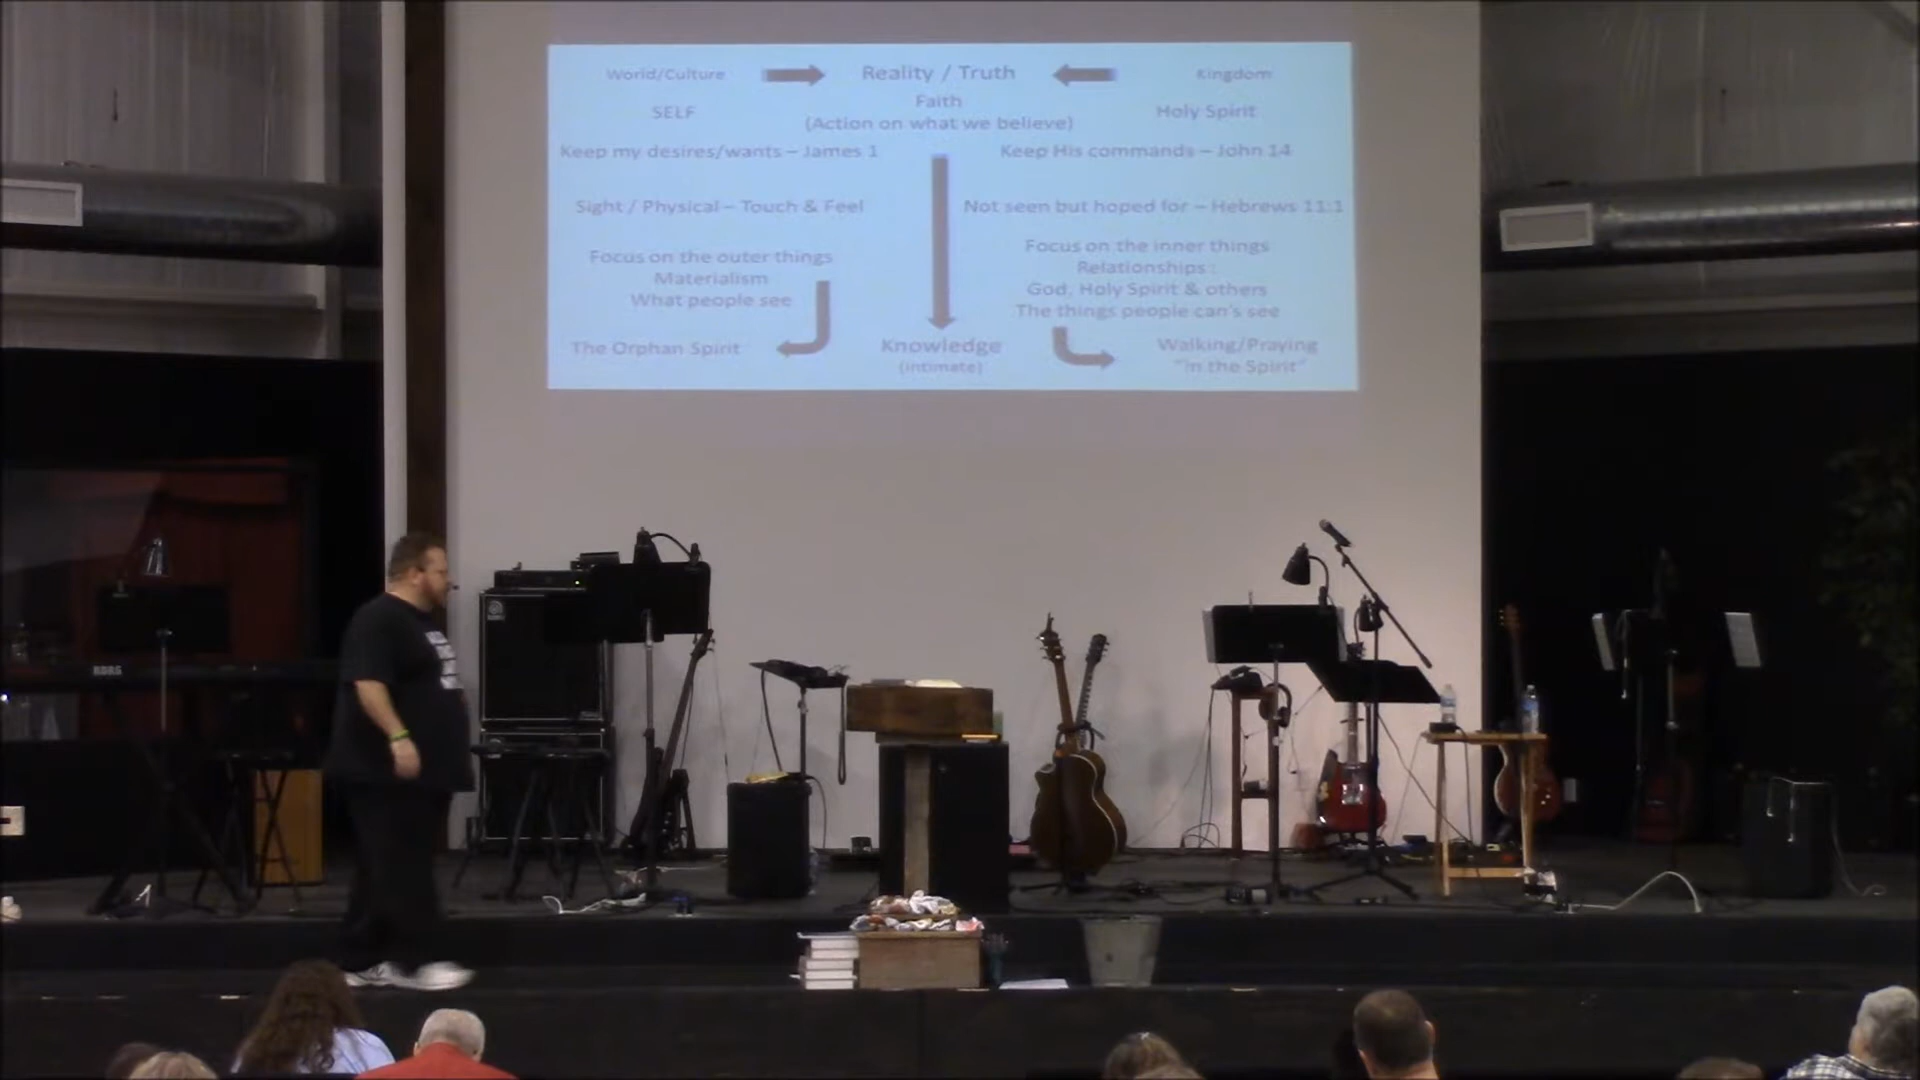 World/Culture Reality / Truth Kingdom
SELF Faith Holy Spirit
(Action on what we believe)
Keep my desires/wants – James 1 Keep His commands – John 14
Sight / Physical – Touch & Feel Not seen but hoped for – Hebrews 11:1
Focus on the outer things Focus on the inner things
Materialism Relationships :
What people see God, Holy Spirit & others
The things people can's see
The Orphan Spirit Knowledge Walking/Praying
(intimate) "in the Spirit"
KORG